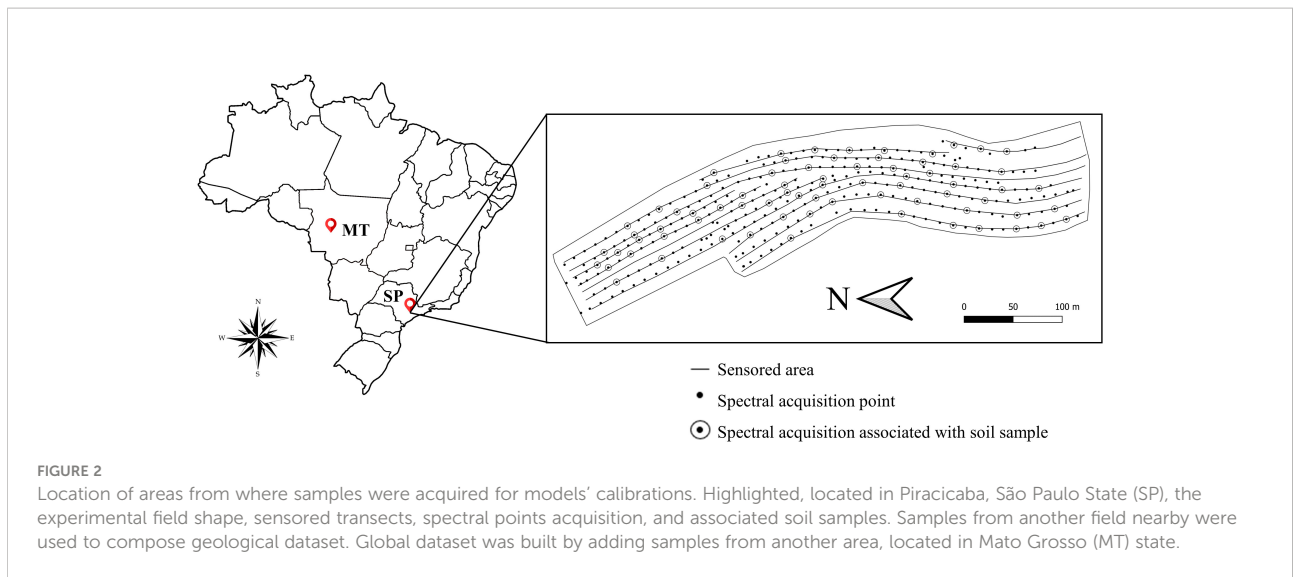 MT
SP
N
W
E
S
N
0 50 100 m
Sensored area
Spectral acquisition point
Spectral acquisition associated with soil sample
FIGURE 2
Location of areas from where samples were acquired for models’ calibrations. Highlighted, located in Piracicaba, São Paulo State (SP), the
experimental field shape, sensored transects, spectral points acquisition, and associated soil samples. Samples from another field nearby were
used to compose geological dataset. Global dataset was built by adding samples from another area, located in Mato Grosso (MT) state.